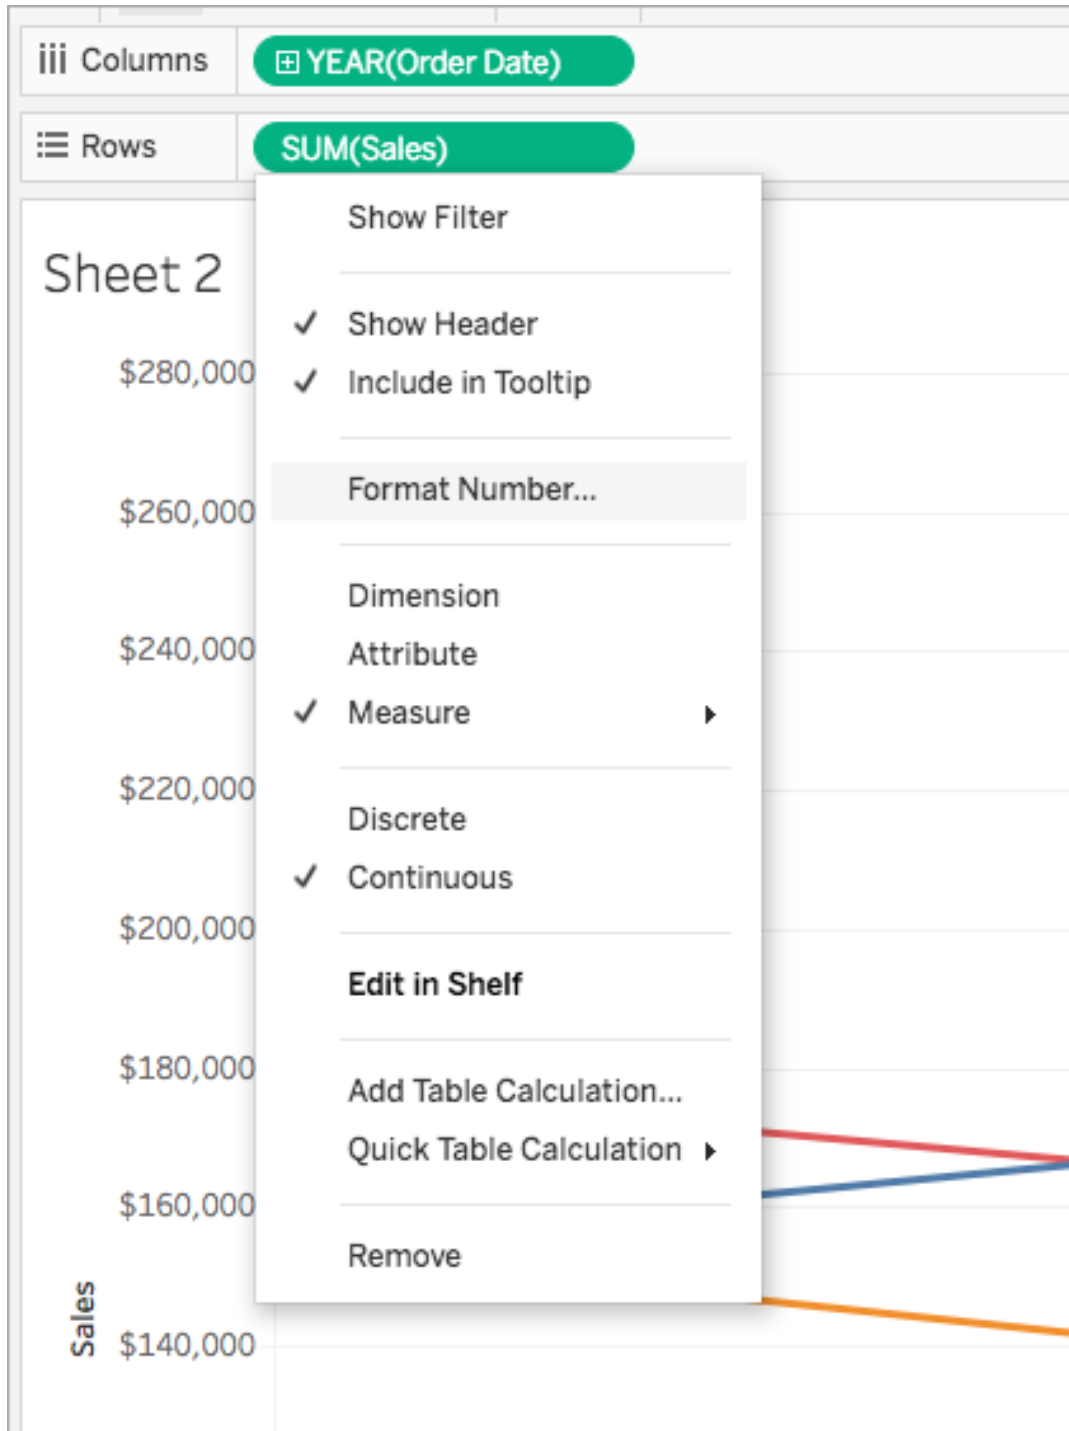 Columns
YEAR(Order Date)
Rows
SUM(Sales)
Sheet 2
Show Filter
Show Header
Include in Tooltip
Format Number...
Dimension
Attribute
Measure
Discrete
Continuous
Edit in Shelf
Add Table Calculation...
Quick Table Calculation
Remove
$280,000
$260,000
$240,000
$220,000
$200,000
$180,000
$160,000
$140,000
Sales